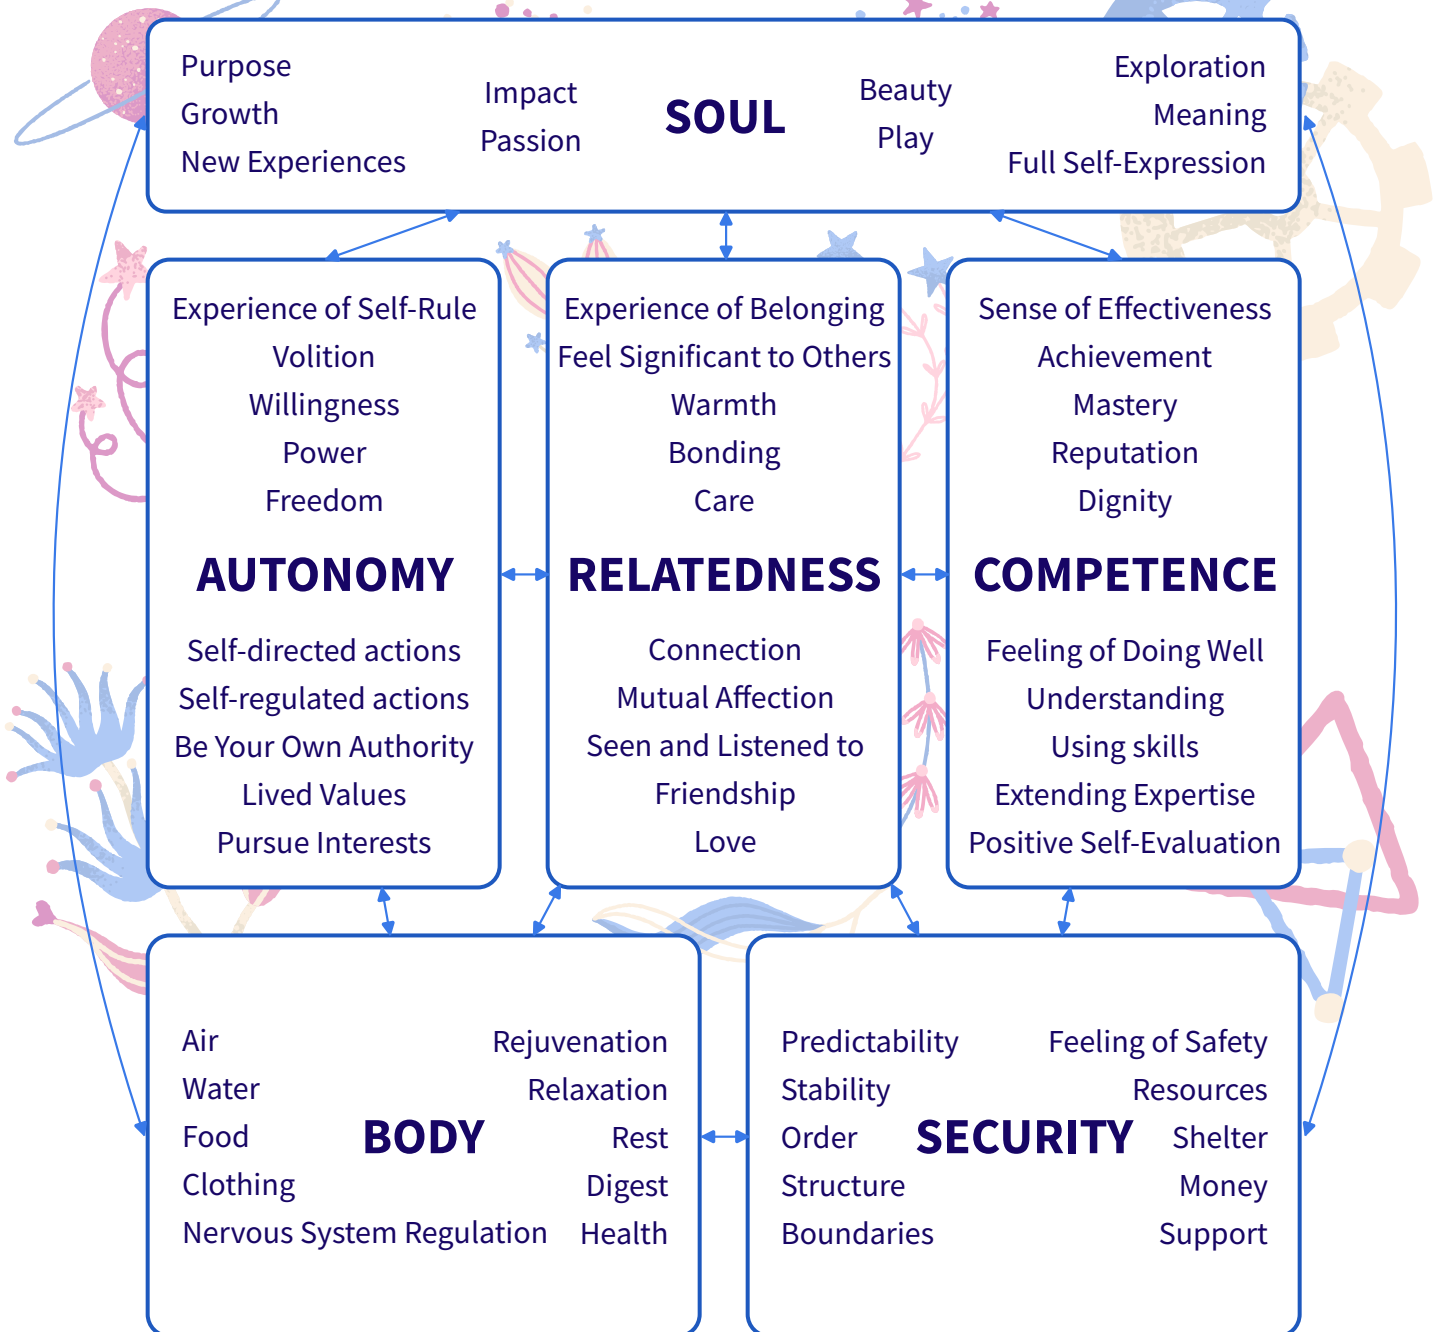 Purpose
Growth
New Experiences
Impact
Passion
SOUL
Beauty
Play
Exploration
Meaning
Full Self-Expression
Experience of Self-Rule
Volition
Willingness
Power
Freedom
AUTONOMY
Self-directed actions
Self-regulated actions
Be Your Own Authority
Lived Values
Pursue Interests
Experience of Belonging
Feel Significant to Others
Warmth
Bonding
Care
RELATEDNESS
Connection
Mutual Affection
Seen and Listened to
Friendship
Love
Sense of Effectiveness
Achievement
Mastery
Reputation
Dignity
COMPETENCE
Feeling of Doing Well
Understanding
Using skills
Extending Expertise
Positive Self-Evaluation
Air
Water
Food
Clothing
Nervous System Regulation
BODY
Rejuvenation
Relaxation
Rest
Digest
Health
Predictability
Stability
Order
Structure
Boundaries
SECURITY
Feeling of Safety
Resources
Shelter
Money
Support